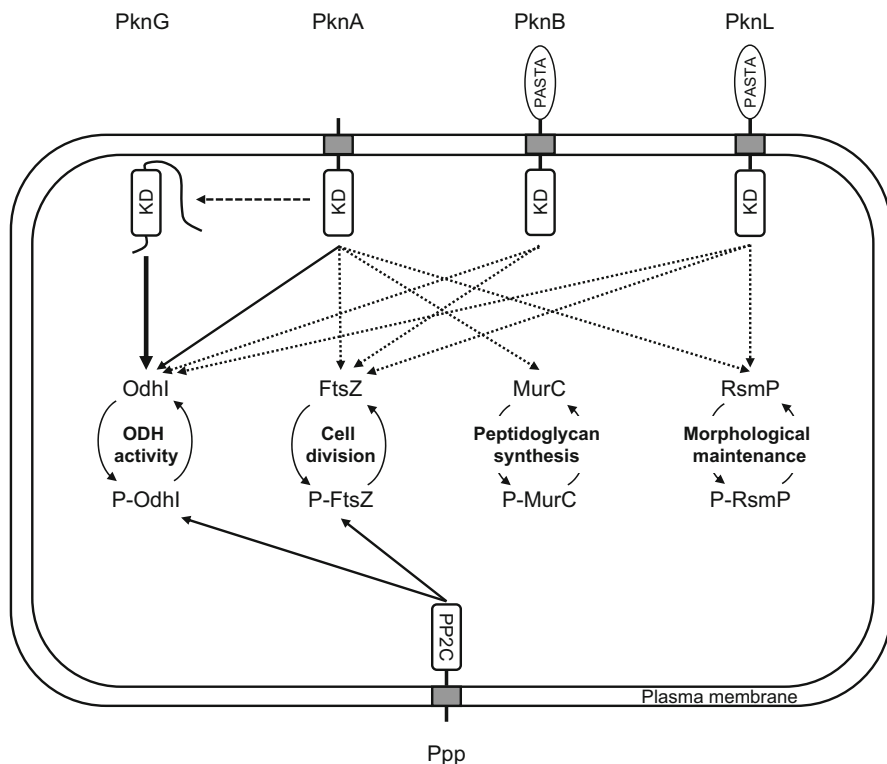 PknG
PknA
PknB
PknL
PASTA
PASTA
KD
KD
KD
KD
OdhI
FtsZ
MurC
RsmP
ODH
activity
Cell
division
Peptidoglycan
synthesis
Morphological
maintenance
P-OdhI
P-FtsZ
P-MurC
P-RsmP
PP2C
Plasma membrane
Ppp